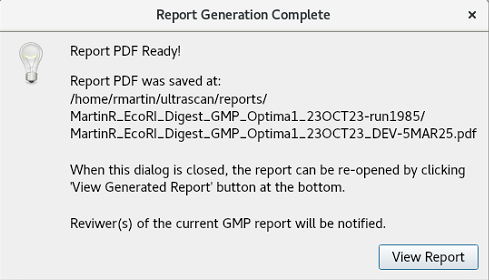 Report Generation Complete
×
Report PDF Ready!
Report PDF was saved at:
/home/rmartin/ultrascan/reports/
MartinR_EcoRI_Digest_GMP_Optima1_23OCT23-run1985/
MartinR_EcoRI_Digest_GMP_Optima1_23OCT23_DEV-5MAR25.pdf
When this dialog is closed, the report can be re-opened by clicking
'View Generated Report' button at the bottom.
Reviwer(s) of the current GMP report will be notified.
View Report